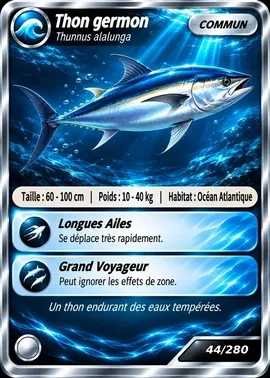 Thon germon
COMMUN
Thunnus alalunga
Taille : 60 - 100 cm | Poids : 10 - 40 kg | Habitat : Océan Atlantique
Longues Ailes
Se déplace très rapidement.
Grand Voyageur
Peut ignorer les effets de zone.
Un thon endurant des eaux tempérées.
44/280